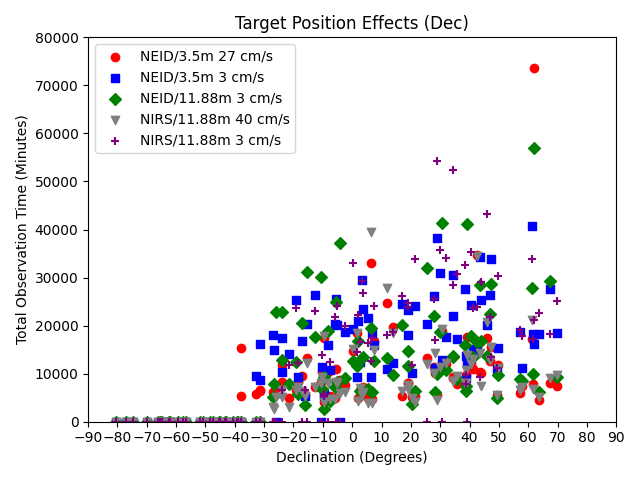 Target Position Effects (Dec)
80000
70000
60000
50000
40000
30000
20000
10000
0
Total Observation Time (Minutes)
NEID/3.5m 27 cm/s
NEID/3.5m 3 cm/s
NEID/11.88m 3 cm/s
NIRS/11.88m 40 cm/s
NIRS/11.88m 3 cm/s
−90 −80 −70 −60 −50 −40 −30 −20 −10 0 10 20 30 40 50 60 70 80 90
Declination (Degrees)